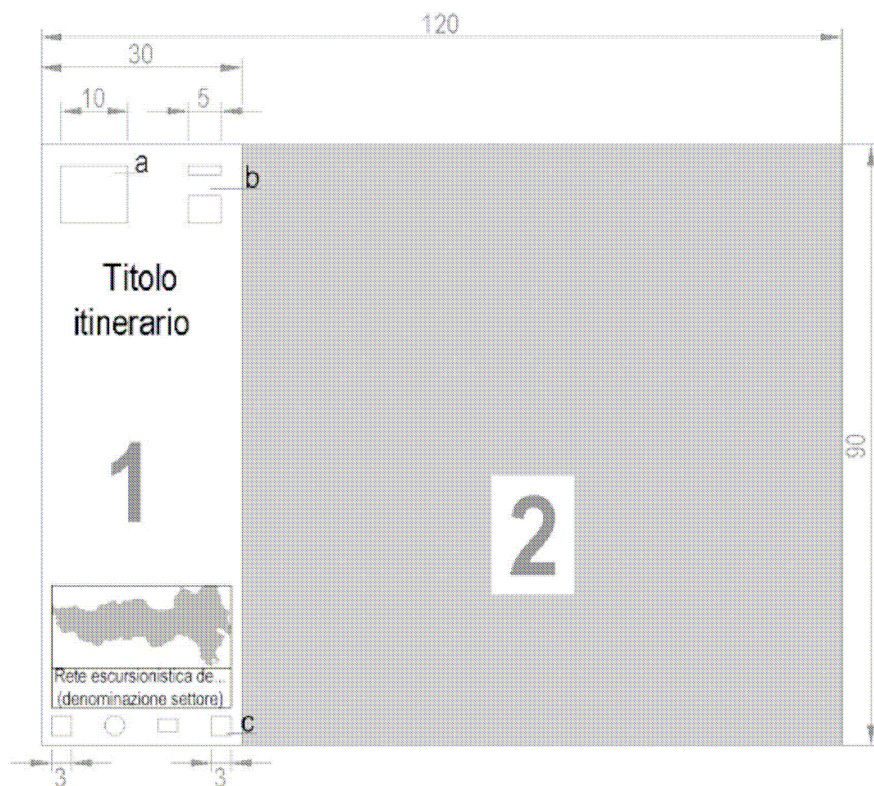 120
30
10
5
a
b
Titolo
itinerario
1
90
2
Rete escursionistica de...
(denominazione settore)
c
3
3